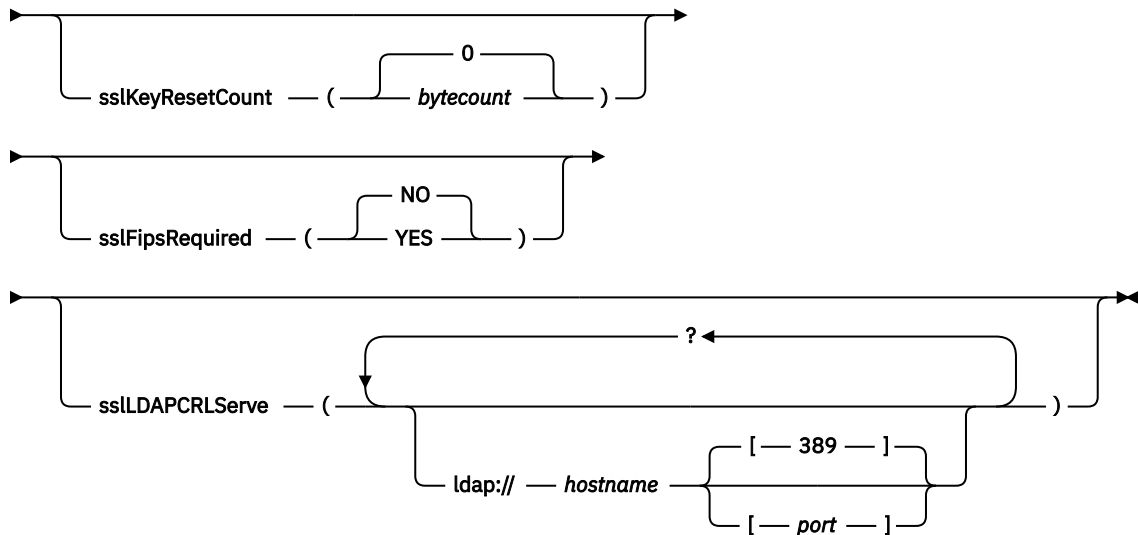 0
sslKeyResetCount ( bytecount )
NO
sslFipsRequired ( YES )
?
sslLDAPCRLServe ( )
[ 389 ]
ldap:// hostname
[ port ]